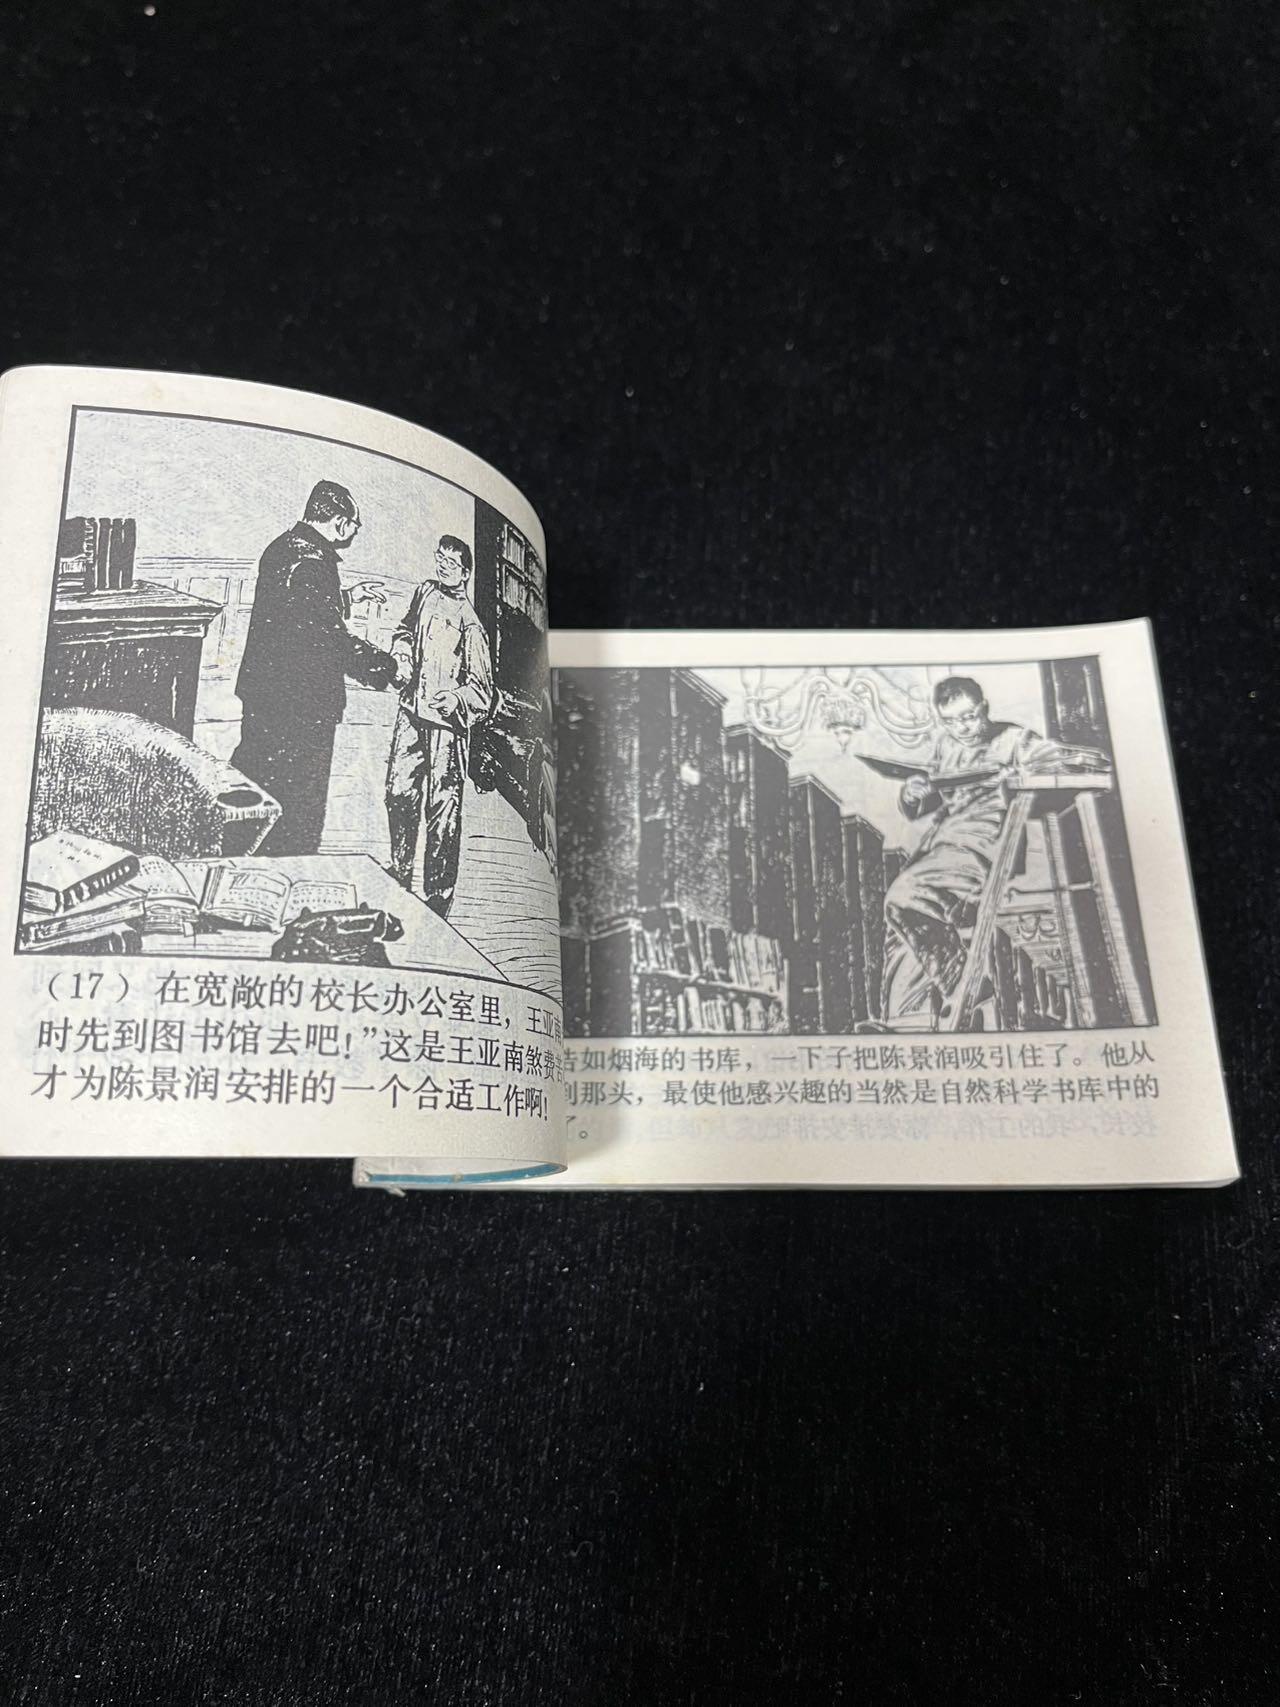 （17）在宽敞的校长办公室里，王亚南
时先到图书馆去吧！”这是王亚南煞费苦
才为陈景润安排的一个合适工作啊！
如烟海的书库，一下子把陈景润吸引住了。他从
到那头，最使他感兴趣的当然是自然科学书库中的
了。